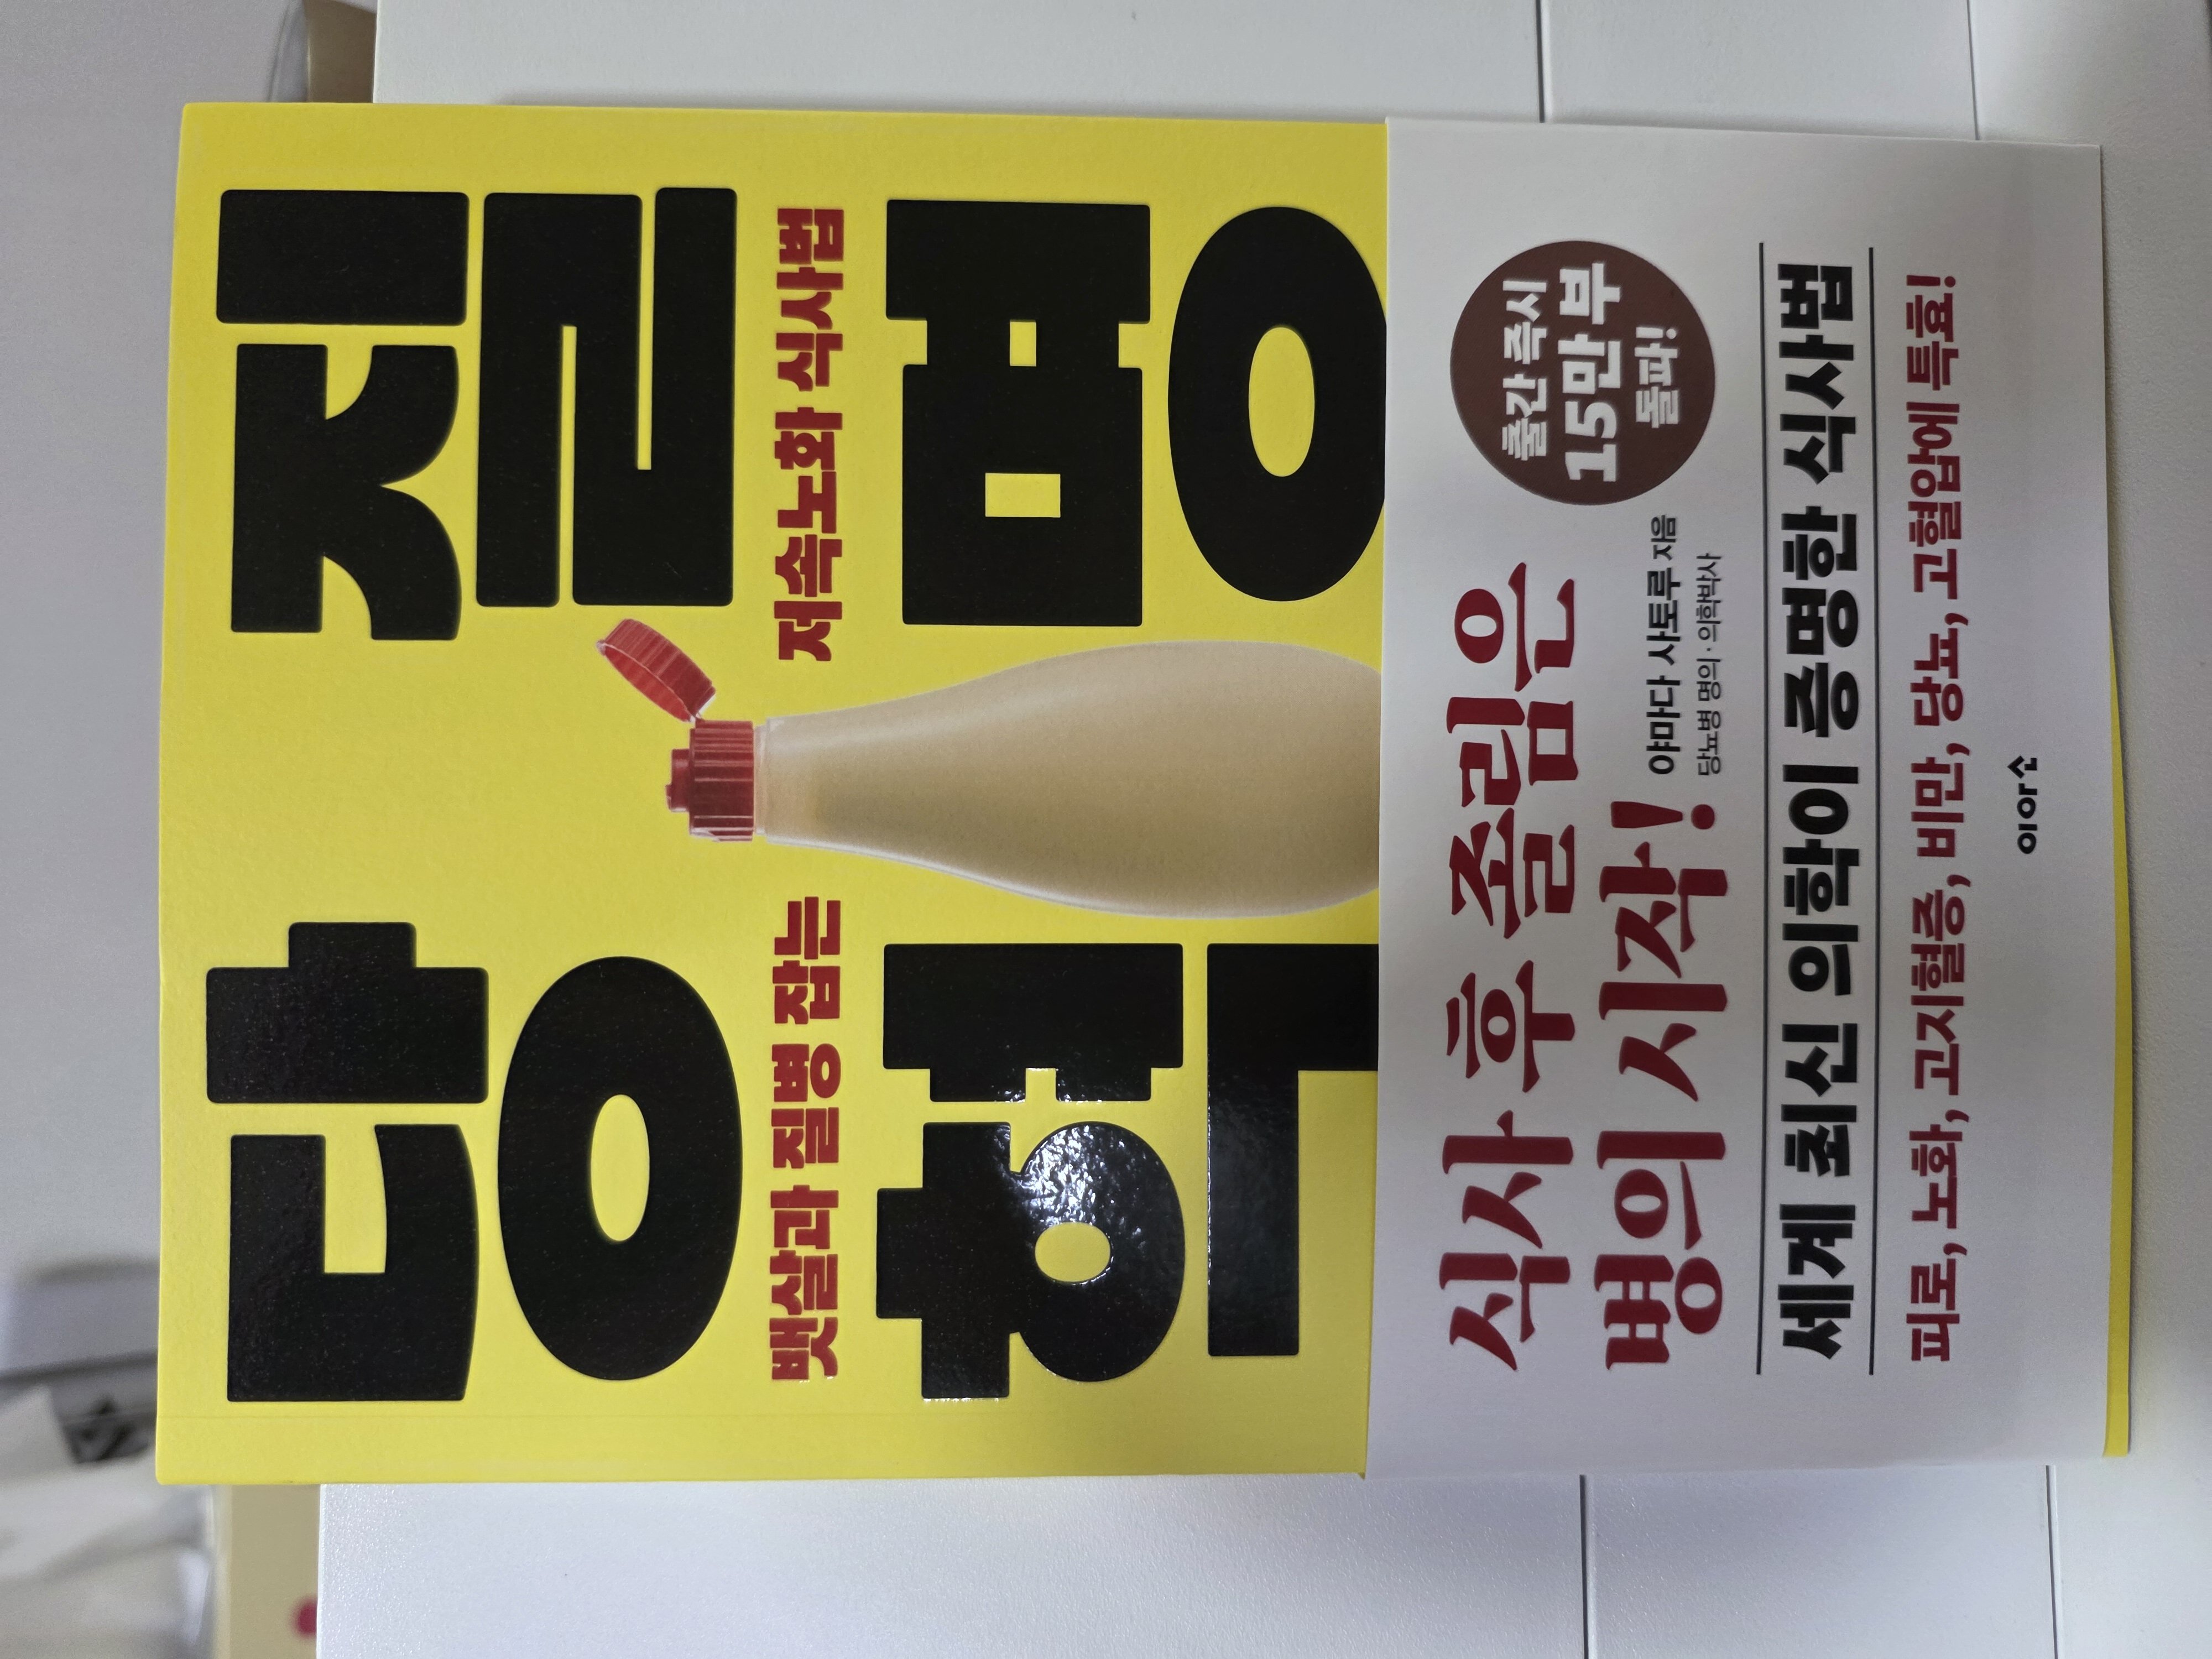 당질
뱃살과 질병 잡는 저속노화 식사법
혁명
출간 즉시
15만 부
돌파!
식사 후 졸림은
병의 시작!
야마다 사토루 지음
당뇨병 명의·의학박사
세계 최신 의학이 증명한 식사법
피로, 노화, 고지혈증, 비만, 당뇨, 고혈압에 특효!
이아소